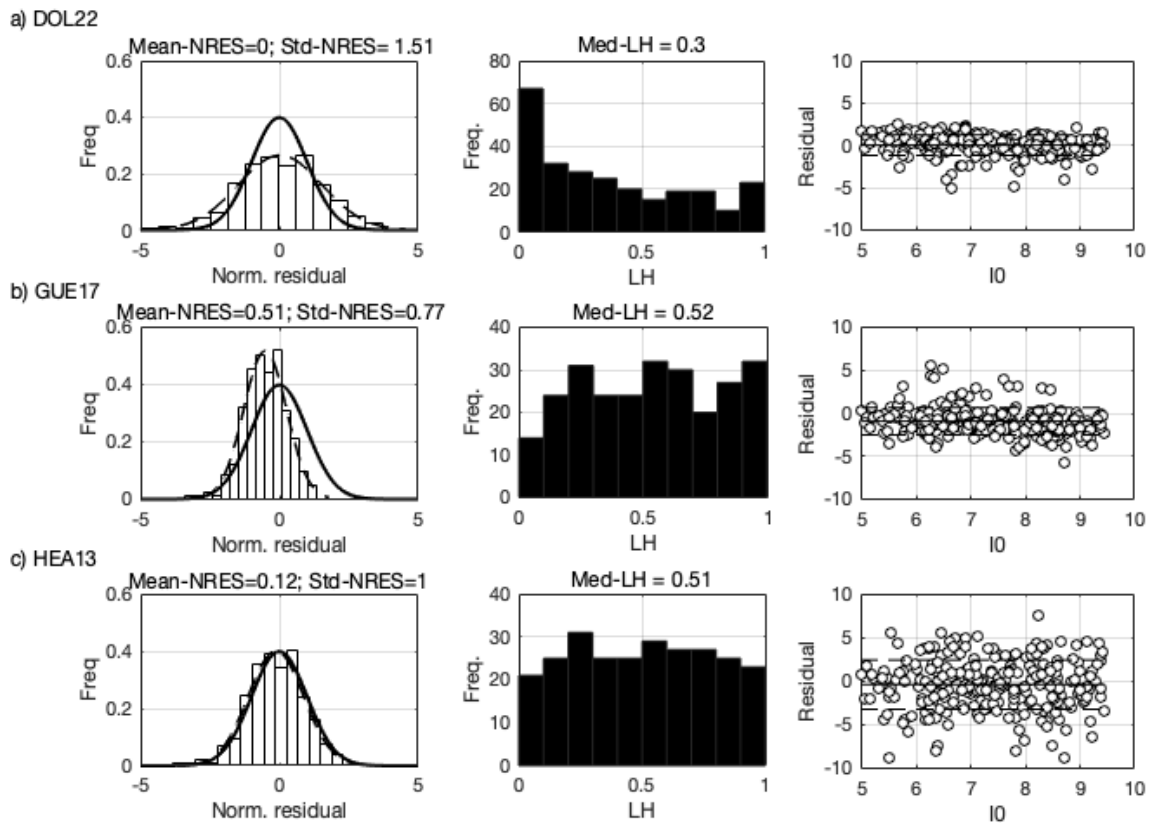 a) DOL22
Mean-NRES=0; Std-NRES= 1.51
Med-LH = 0.3
0.6
0.4
0.2
0
Freq
-5
0
5
Norm. residual
80
60
40
20
0
Freq.
0
0.5
1
LH
10
5
0
-5
-10
Residual
5
6
7
8
9
10
I0
b) GUE17
Mean-NRES=0.51; Std-NRES=0.77
Med-LH = 0.52
0.6
0.4
0.2
0
Freq
-5
0
5
Norm. residual
40
30
20
10
0
Freq.
0
0.5
1
LH
10
5
0
-5
-10
Residual
5
6
7
8
9
10
I0
c) HEA13
Mean-NRES=0.12; Std-NRES=1
Med-LH = 0.51
0.6
0.4
0.2
0
Freq
-5
0
5
Norm. residual
40
30
20
10
0
Freq.
0
0.5
1
LH
10
5
0
-5
-10
Residual
5
6
7
8
9
10
I0